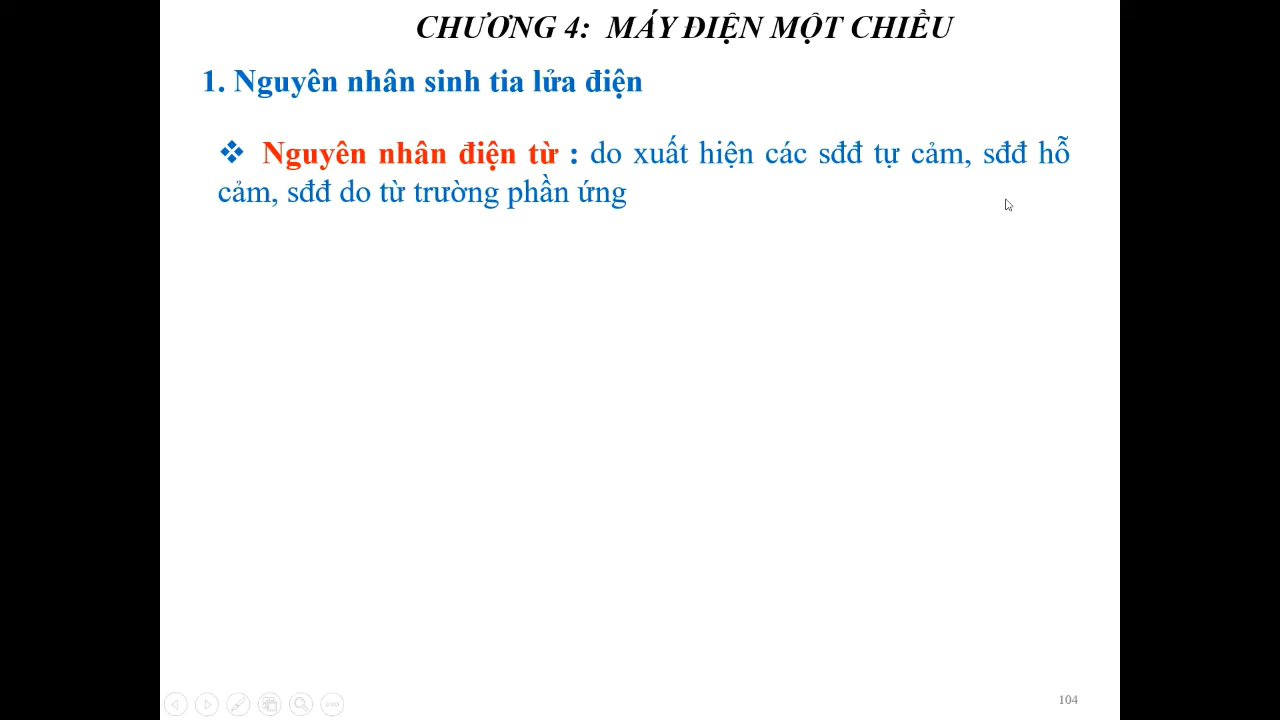 CHƯƠNG 4: MÁY ĐIỆN MỘT CHIỀU
1. Nguyên nhân sinh tia lửa điện
❖ Nguyên nhân điện từ : do xuất hiện các sđđ tự cảm, sđđ hỗ
cảm, sđđ do từ trường phần ứng
104